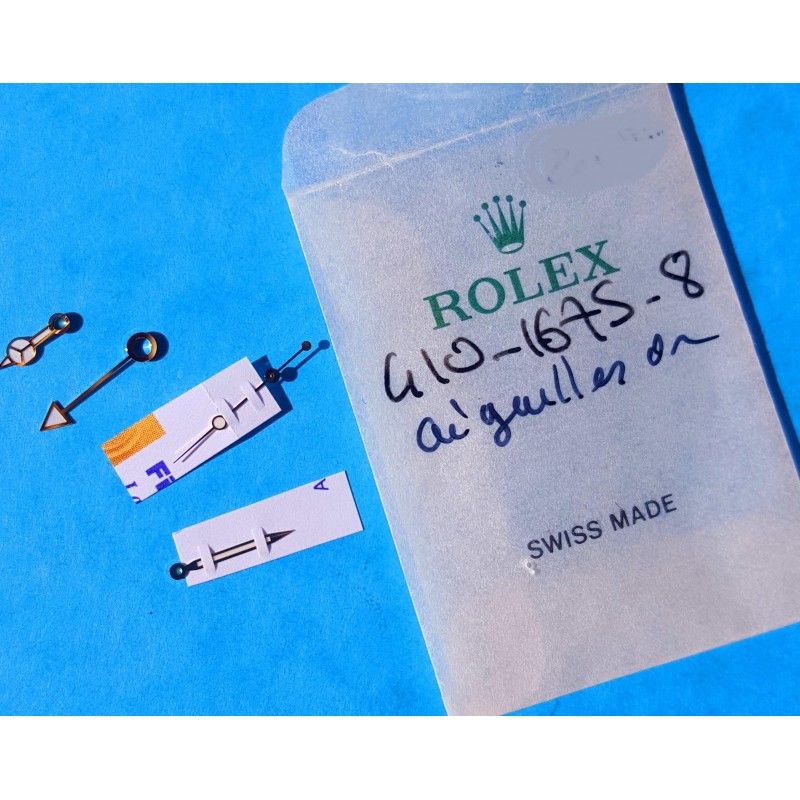 ROLEX
410-1675-8
aiguilles or
SWISS MADE
A